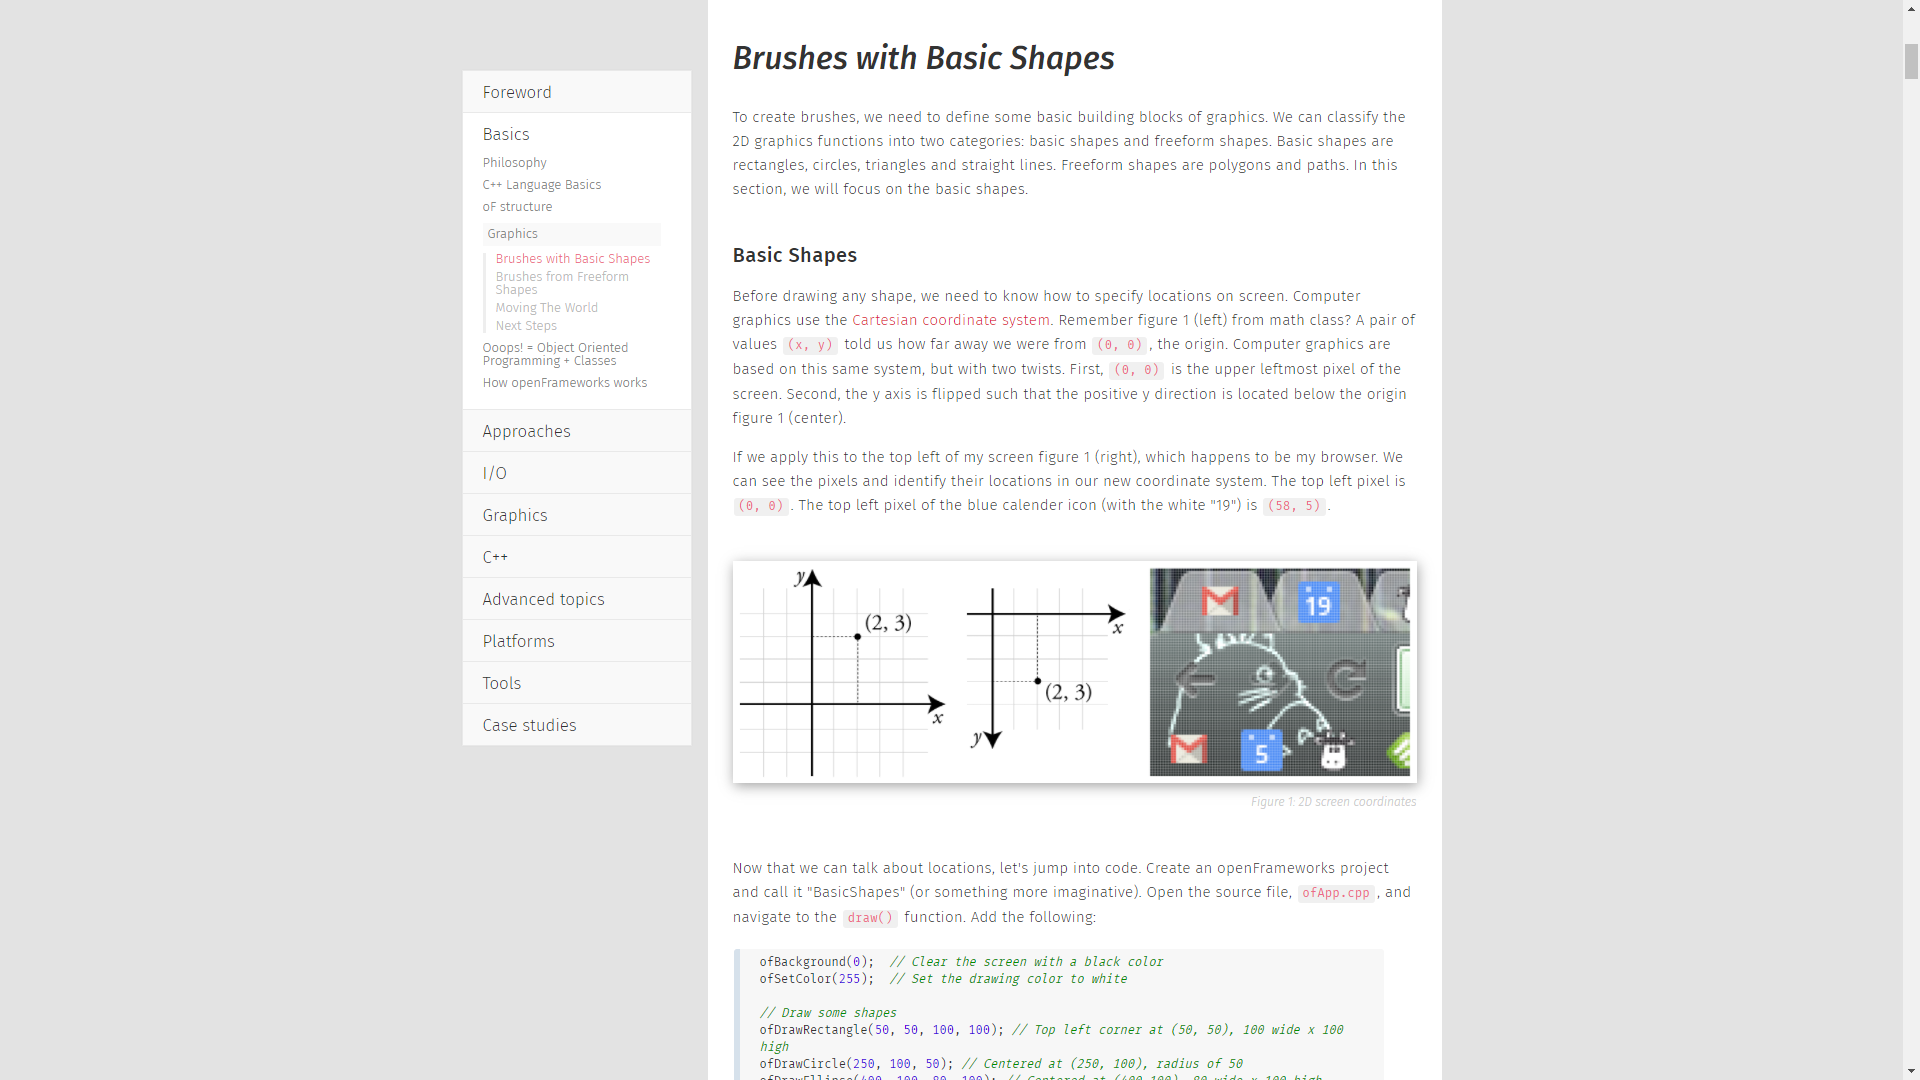 Foreword
Basics
Philosophy
C++ Language Basics
oF structure
Graphics
Brushes with Basic Shapes
Brushes from Freeform
Shapes
Moving The World
Next Steps
Ooops! = Object Oriented
Programming + Classes
How openFrameworks works
Approaches
I/O
Graphics
C++
Advanced topics
Platforms
Tools
Case studies
Brushes with Basic Shapes
To create brushes, we need to define some basic building blocks of graphics. We can classify the
2D graphics functions into two categories: basic shapes and freeform shapes. Basic shapes are
rectangles, circles, triangles and straight lines. Freeform shapes are polygons and paths. In this
section, we will focus on the basic shapes.
Basic Shapes
Before drawing any shape, we need to know how to specify locations on screen. Computer
graphics use the Cartesian coordinate system. Remember figure 1 (left) from math class? A pair of
values (x, y) told us how far away we were from (0, 0), the origin. Computer graphics are
based on this same system, but with two twists. First, (0, 0) is the upper leftmost pixel of the
screen. Second, the y axis is flipped such that the positive y direction is located below the origin
figure 1 (center).
If we apply this to the top left of my screen figure 1 (right), which happens to be my browser. We
can see the pixels and identify their locations in our new coordinate system. The top left pixel is
(0, 0). The top left pixel of the blue calender icon (with the white "19") is (58, 5).
y
(2, 3)
x
x
(2, 3)
y
19
5
Figure 1: 2D screen coordinates
Now that we can talk about locations, let's jump into code. Create an openFrameworks project
and call it "BasicShapes" (or something more imaginative). Open the source file, ofApp.cpp, and
navigate to the draw() function. Add the following:
ofBackground(0);  // Clear the screen with a black color
ofSetColor(255);  // Set the drawing color to white
// Draw some shapes
ofDrawRectangle(50, 50, 100, 100); // Top left corner at (50, 50), 100 wide x 100
high
ofDrawCircle(250, 100, 50); // Centered at (250, 100), radius of 50
ofDrawEllipse(400, 100, 80, 100); // Centered at (400 100), 80 wide x 100 high